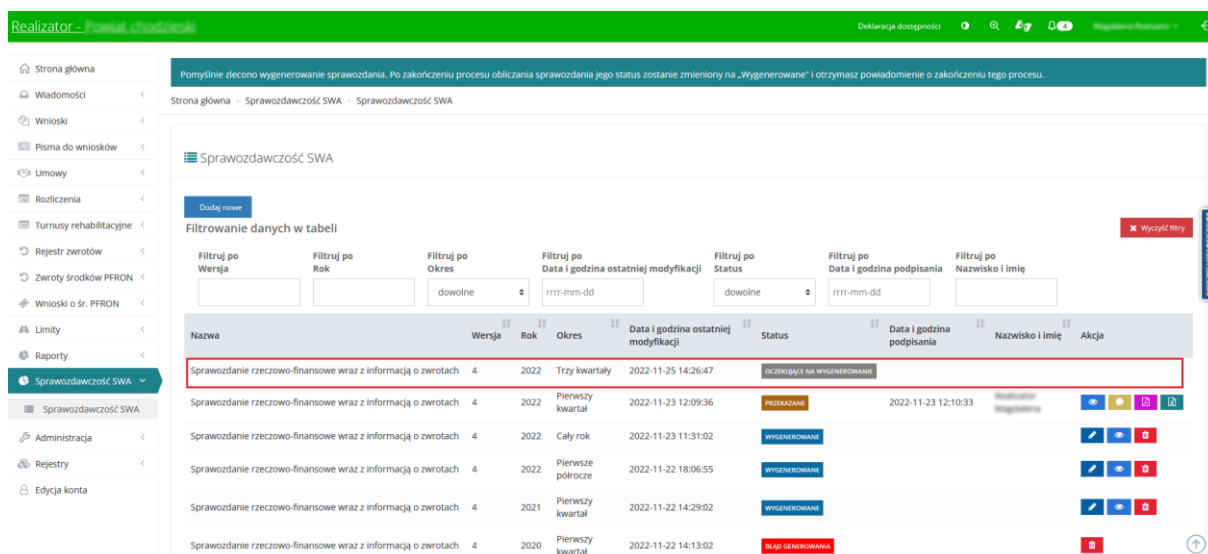 Realizator -
Deklaracja dostępności
4
Strona główna
Wiadomości
Wnioski
Pisma do wniosków
Umowy
Rozliczenia
Turnusy rehabilitacyjne
Rejestr zwrotów
Zwroty środków PFRON
Wnioski o śr. PFRON
Limity
Raporty
Sprawozdawczość SWA
Sprawozdawczość SWA
Administracja
Rejestry
Edycja konta
Pomyślnie zlecono wygenerowanie sprawozdania. Po zakończeniu procesu obliczania sprawozdania jego status zostanie zmieniony na „Wygenerowane" i otrzymasz powiadomienie o zakończeniu tego procesu.
Strona główna Sprawozdawczość SWA Sprawozdawczość SWA
Sprawozdawczość SWA
Dodaj nowe
Filtrowanie danych w tabeli
Wyczyść filtry
Filtruj po Wersja
Filtruj po Rok
Filtruj po Okres
Filtruj po Data i godzina ostatniej modyfikacji
Filtruj po Status
Filtruj po Data i godzina podpisania
Filtruj po Nazwisko i imię
dowolne rrrr-mm-dd dowolne rrrr-mm-dd
Nazwa Wersja Rok Okres Data i godzina ostatniej modyfikacji Status Data i godzina podpisania Nazwisko i imię Akcja
Sprawozdanie rzeczowo-finansowe wraz z informacją o zwrotach 4 2022 Trzy kwartały 2022-11-25 14:26:47 OCZEKUJĄCE NA WYGENEROWANIE
Sprawozdanie rzeczowo-finansowe wraz z informacją o zwrotach 4 2022 Pierwszy kwartał 2022-11-23 12:09:36 PRZEKAZANE 2022-11-23 12:10:33
Sprawozdanie rzeczowo-finansowe wraz z informacją o zwrotach 4 2022 Cały rok 2022-11-23 11:31:02 WYGENEROWANE
Sprawozdanie rzeczowo-finansowe wraz z informacją o zwrotach 4 2022 Pierwsze półrocze 2022-11-22 18:06:55 WYGENEROWANE
Sprawozdanie rzeczowo-finansowe wraz z informacją o zwrotach 4 2021 Pierwszy kwartał 2022-11-22 14:29:02 WYGENEROWANE
Sprawozdanie rzeczowo-finansowe wraz z informacją o zwrotach 4 2020 Pierwszy kwartał 2022-11-22 14:13:02 BŁĄD GENEROWANIA